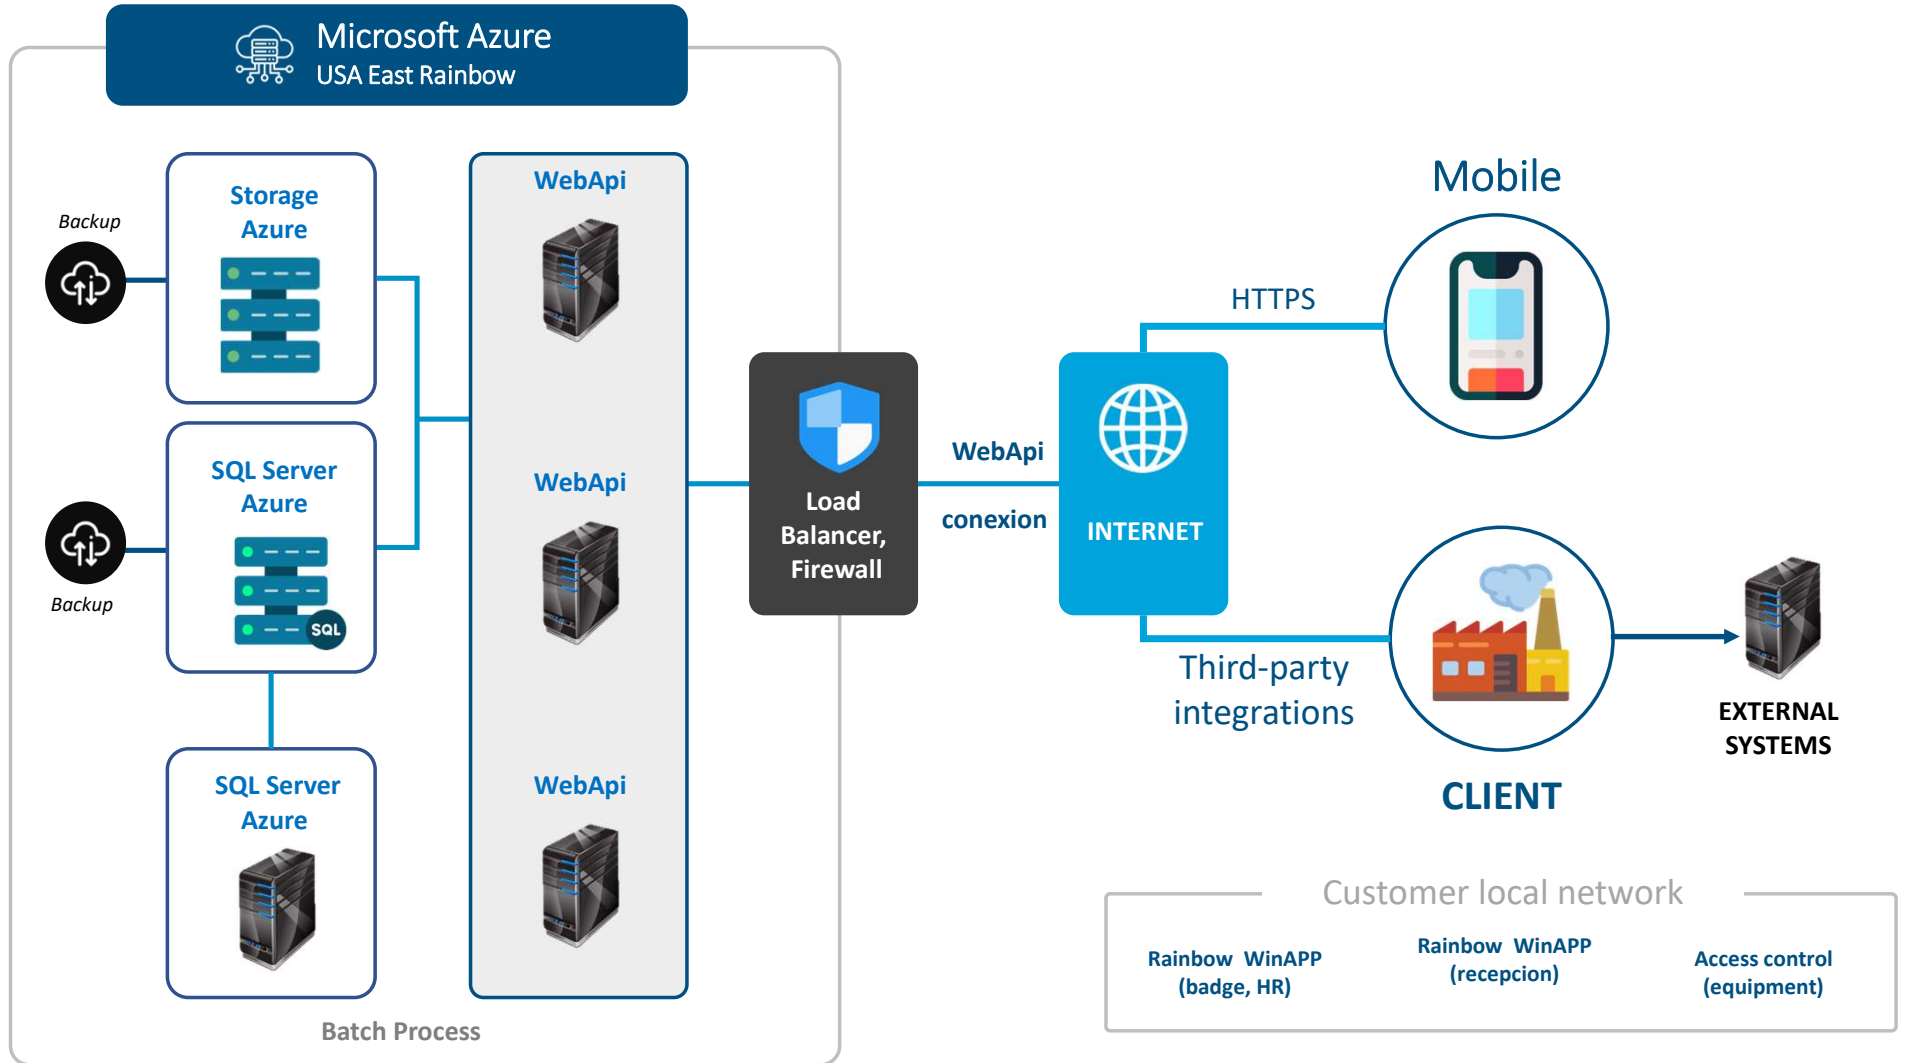 Microsoft Azure
USA East Rainbow
Backup
Storage
Azure
Backup
SQL Server
Azure
SQL
SQL Server
Azure
WebApi
WebApi
WebApi
Batch Process
Load
Balancer,
Firewall
WebApi
conexion
INTERNET
HTTPS
Mobile
Third-party
integrations
CLIENT
EXTERNAL
SYSTEMS
Customer local network
Rainbow WinAPP
(badge, HR)
Rainbow WinAPP
(recepcion)
Access control
(equipment)